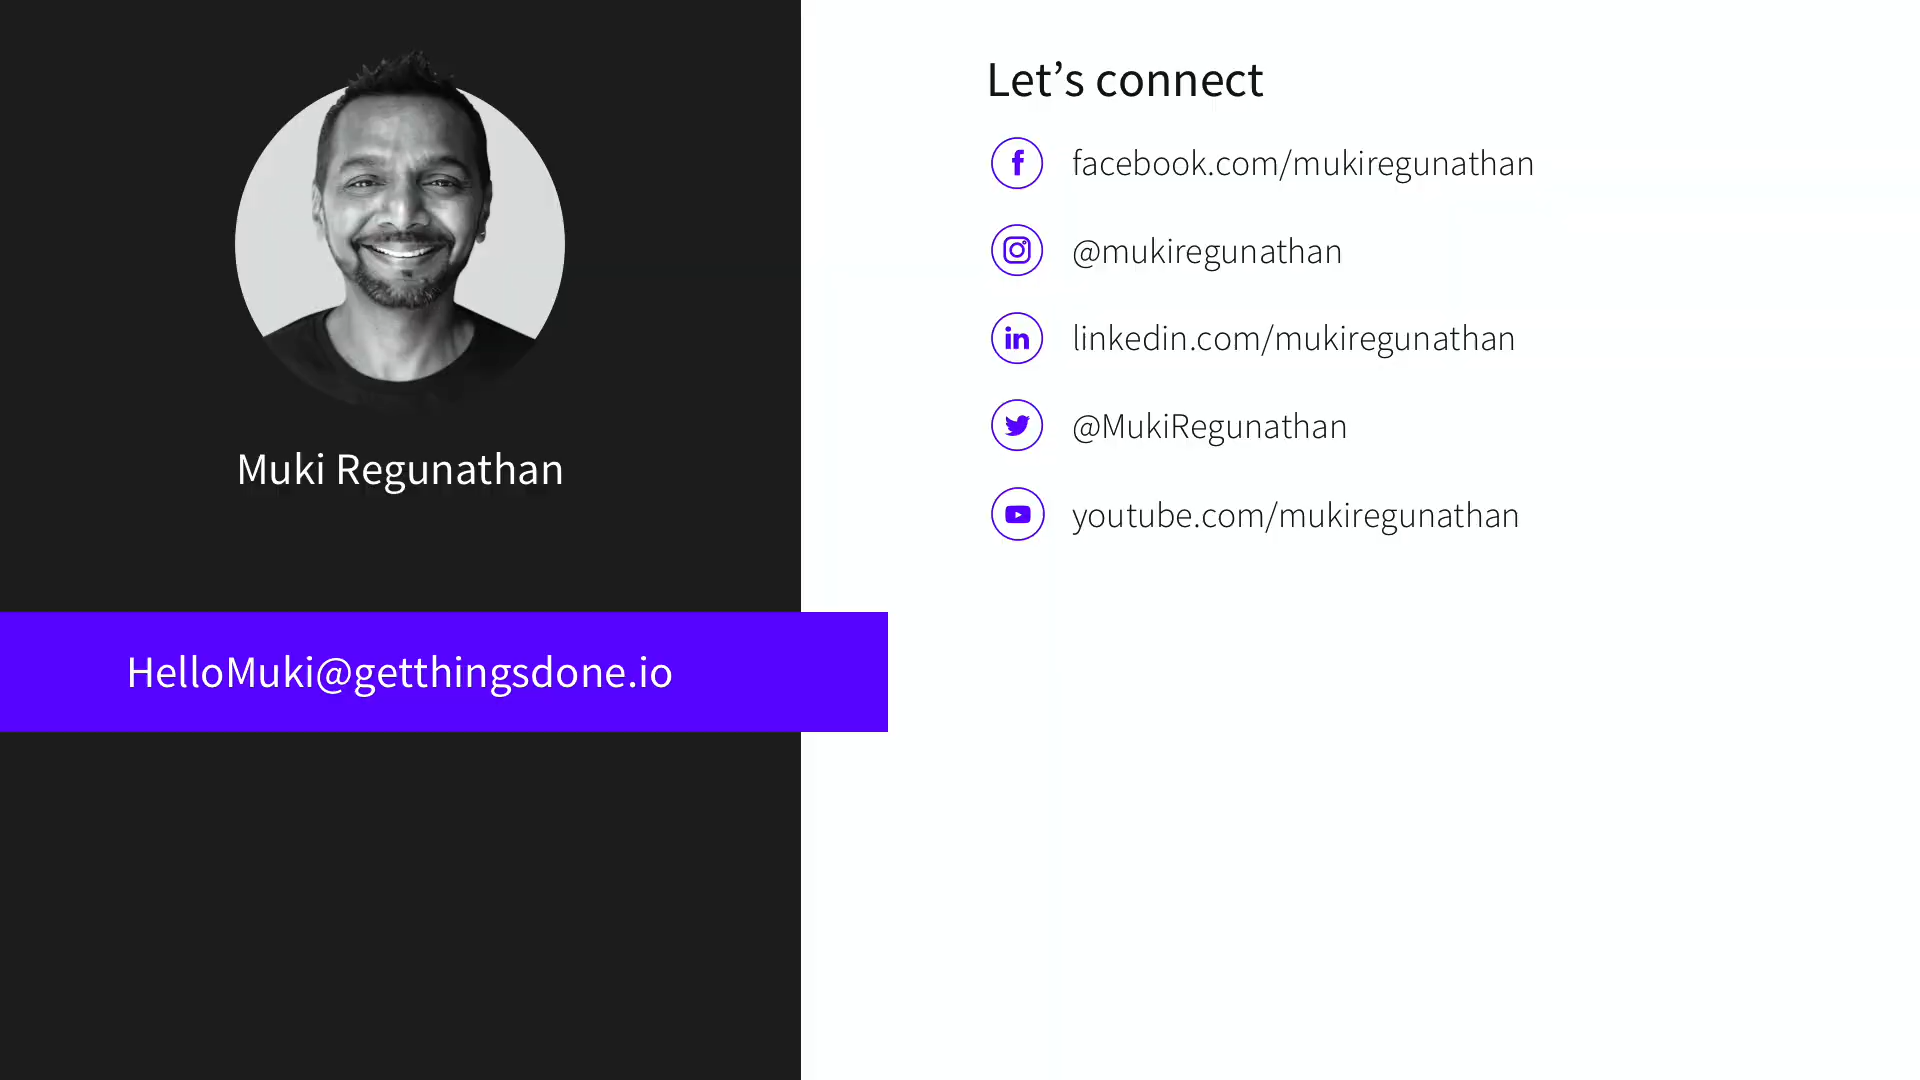 Muki Regunathan
HelloMuki@getthingsdone.io
Let’s connect
facebook.com/mukiregunathan
@mukiregunathan
linkedin.com/mukiregunathan
@MukiRegunathan
youtube.com/mukiregunathan